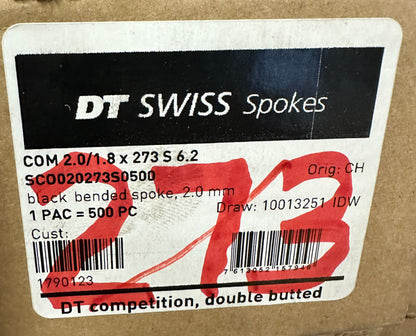 DT SWISS Spokes
COM 2.0/1.8 x 273 S 6.2
SCO020273S0500
Orig: CH
black bended spoke, 2.0 mm
1 PAC = 500 PC
Draw: 10013251 IDW
Cust:
273
1790123
DT competition, double butted